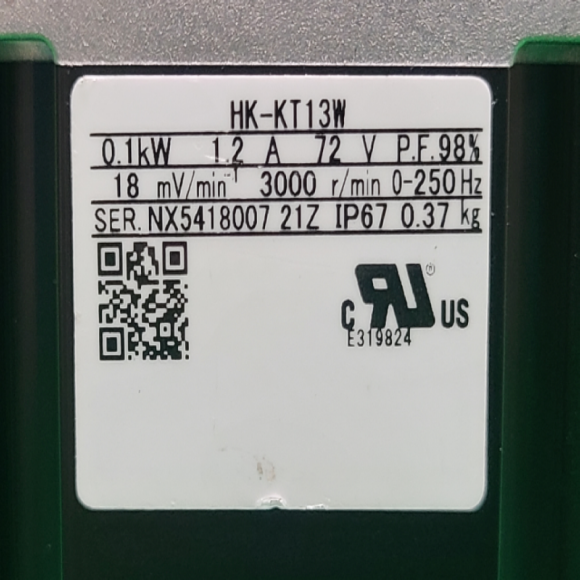 HK-KT13W
0.1kW 1.2 A 72 V P.F.98%
18 mV/min⁻¹ 3000 r/min 0-250Hz
SER.NX5418007 21Z IP67 0.37 kg
c RU ® US
E319824